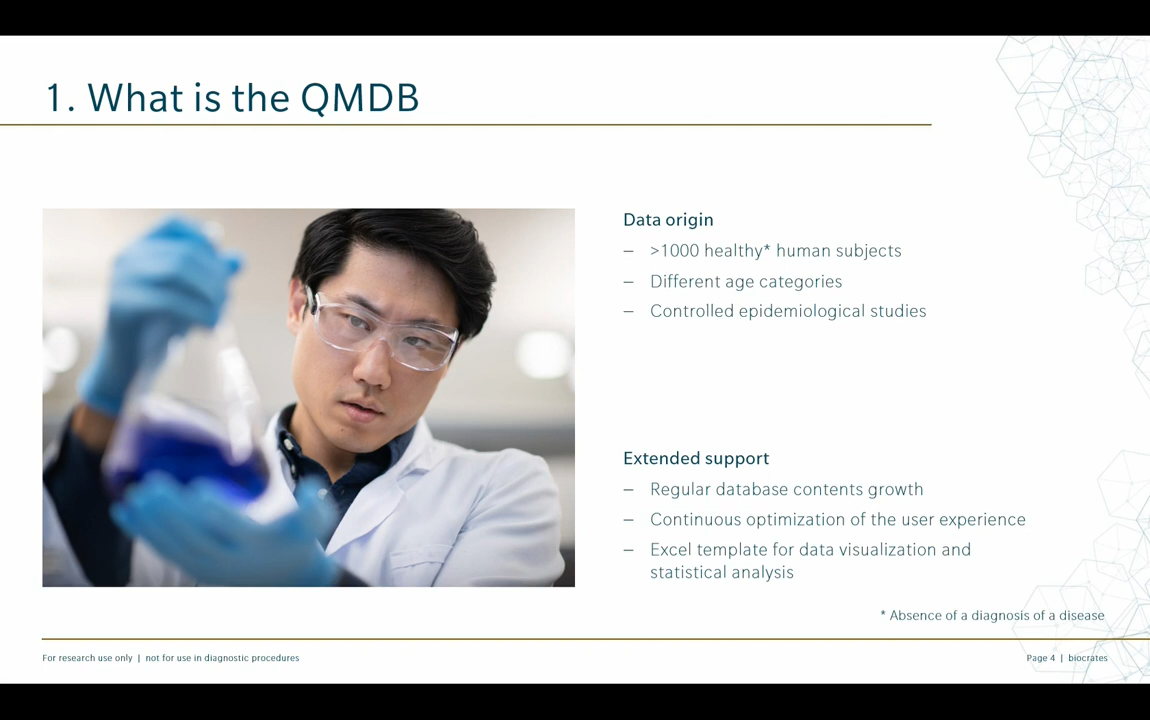 1. What is the QMDB
Data origin
– >1000 healthy* human subjects
– Different age categories
– Controlled epidemiological studies
Extended support
– Regular database contents growth
– Continuous optimization of the user experience
– Excel template for data visualization and
statistical analysis
* Absence of a diagnosis of a disease
For research use only | not for use in diagnostic procedures
Page 4 | biocrates